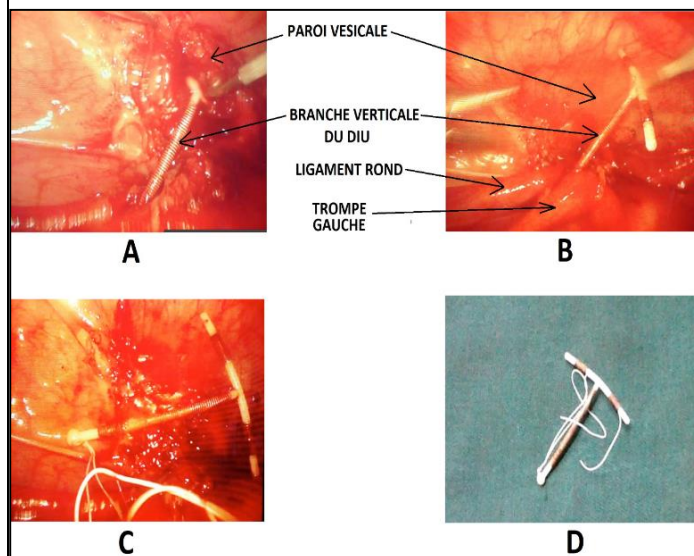 PAROI VESICALE
BRANCHE VERTICALE
DU DIU
LIGAMENT ROND
TROMPE
GAUCHE
A
B
C
D